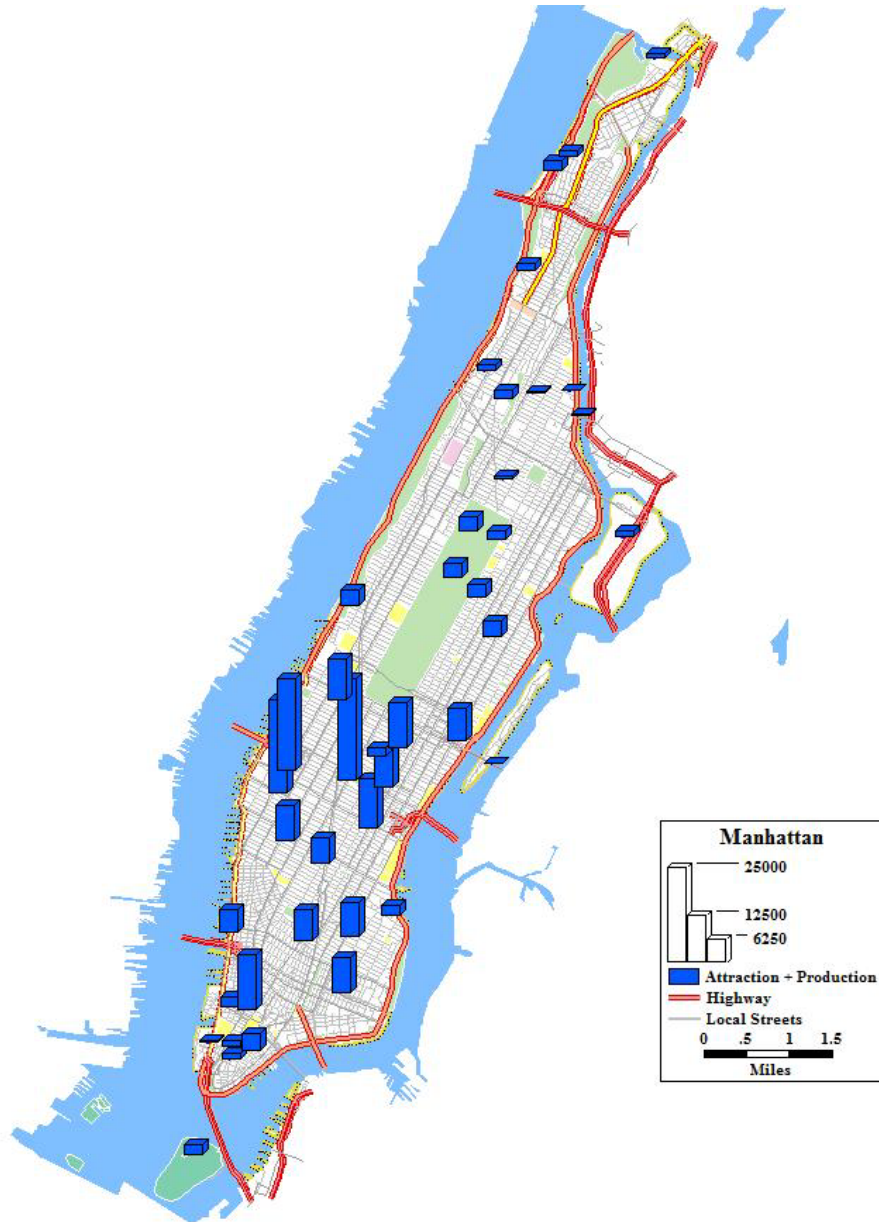 Manhattan
25000
12500
6250
Attraction + Production
Highway
Local Streets
0 .5 1 1.5
Miles